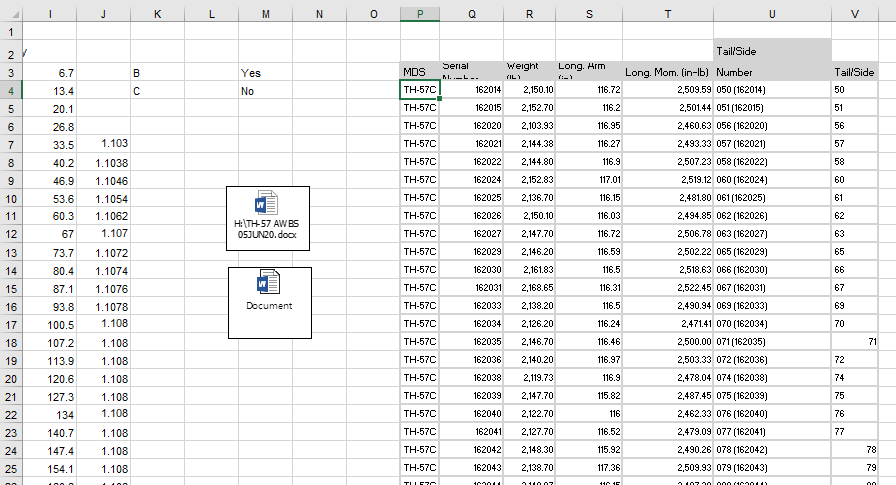 I J K L M N O P Q R S T U V
1
2 y Tail/Side
3 6.7 B Yes MDS Serial Number Weight (lb) Long. Arm (in) Long. Mom. (in-lb) Number Tail/Side
4 13.4 C No TH-57C 162014 2,150.10 116.72 2,509.59 050 (162014) 50
5 20.1 TH-57C 162015 2,152.70 116.2 2,501.44 051 (162015) 51
6 26.8 TH-57C 162020 2,103.93 116.95 2,460.63 056 (162020) 56
7 33.5 1.103 TH-57C 162021 2,144.38 116.27 2,493.33 057 (162021) 57
8 40.2 1.1038 TH-57C 162022 2,144.80 116.9 2,507.23 058 (162022) 58
9 46.9 1.1046 TH-57C 162024 2,152.83 117.01 2,519.12 060 (162024) 60
10 53.6 1.1054 TH-57C 162025 2,136.70 116.15 2,481.80 061 (162025) 61
11 60.3 1.1062 H:\TH-57 AWBS TH-57C 162026 2,150.10 116.03 2,494.85 062 (162026) 62
12 67 1.107 05JUN20.docx TH-57C 162027 2,147.70 116.72 2,506.78 063 (162027) 63
13 73.7 1.1072 TH-57C 162029 2,146.20 116.59 2,502.22 065 (162029) 65
14 80.4 1.1074 TH-57C 162030 2,161.83 116.5 2,518.63 066 (162030) 66
15 87.1 1.1076 TH-57C 162031 2,168.65 116.31 2,522.45 067 (162031) 67
16 93.8 1.1078 Document TH-57C 162033 2,138.20 116.5 2,490.94 069 (162033) 69
17 100.5 1.108 TH-57C 162034 2,126.20 116.24 2,471.41 070 (162034) 70
18 107.2 1.108 TH-57C 162035 2,146.70 116.46 2,500.00 071 (162035) 71
19 113.9 1.108 TH-57C 162036 2,140.20 116.97 2,503.33 072 (162036) 72
20 120.6 1.108 TH-57C 162038 2,119.73 116.9 2,478.04 074 (162038) 74
21 127.3 1.108 TH-57C 162039 2,147.70 115.82 2,487.45 075 (162039) 75
22 134 1.108 TH-57C 162040 2,122.70 116 2,462.33 076 (162040) 76
23 140.7 1.108 TH-57C 162041 2,127.70 116.52 2,479.09 077 (162041) 77
24 147.4 1.108 TH-57C 162042 2,148.30 115.92 2,490.26 078 (162042) 78
25 154.1 1.108 TH-57C 162043 2,138.70 117.36 2,509.93 079 (162043) 79